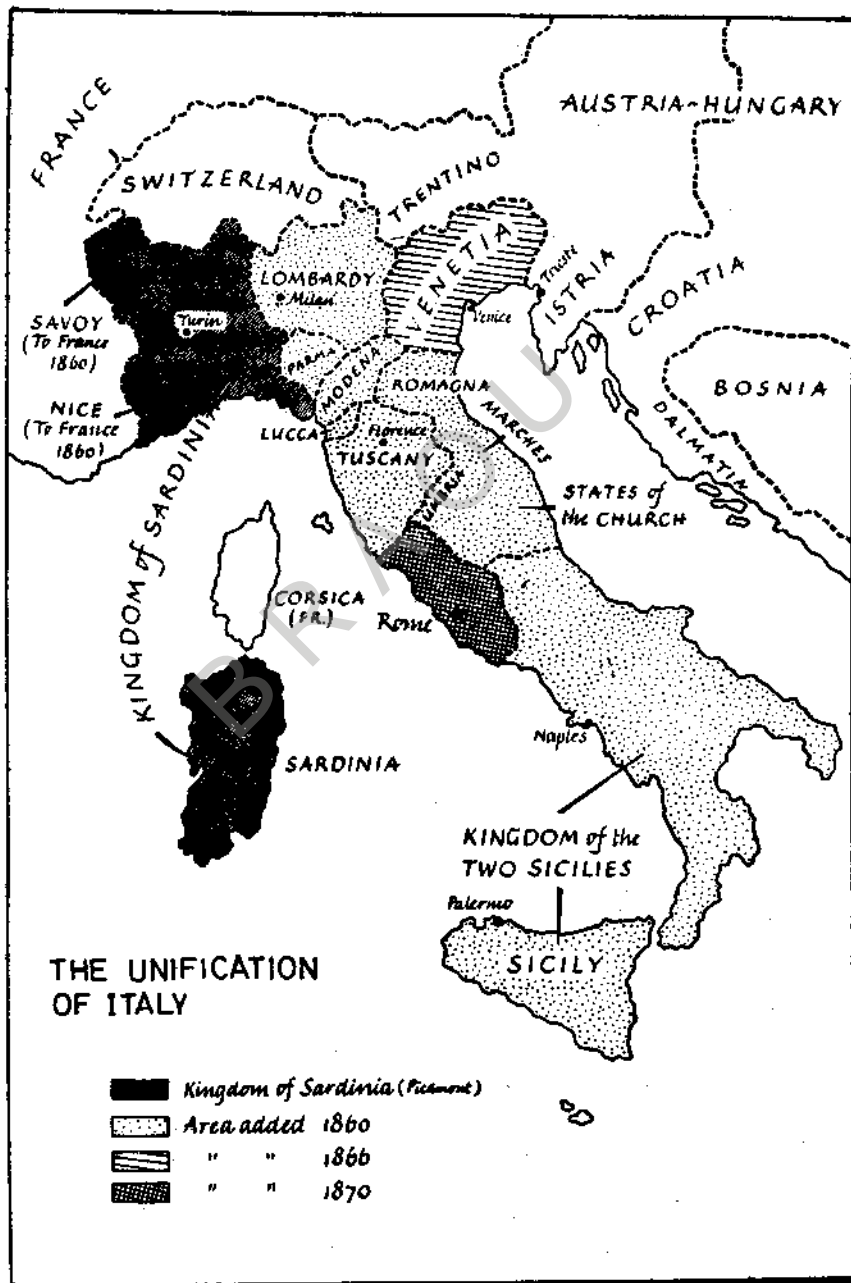 FRANCE
AUSTRIA-HUNGARY
SWITZERLAND
TRENTINO
VENETIA
LOMBARDY
Milan
Trieste
ISTRIA
CROATIA
Venice
SAVOY
(To France
1860)
Turin
PARMA
MODENA
ROMAGNA
BOSNIA
NICE
(To France
1860)
LUCCA
Florence
TUSCANY
MARCHES
UMBRIA
DALMATIN
STATES of
the CHURCH
KINGDOM of SARDINIA
CORSICA
(FR.)
Rome
SARDINIA
Naples
KINGDOM of the
TWO SICILIES
Palermo
SICILY
THE UNIFICATION
OF ITALY
Kingdom of Sardinia (Piedmont)
Area added 1860
" " 1866
" " 1870
BRAOU